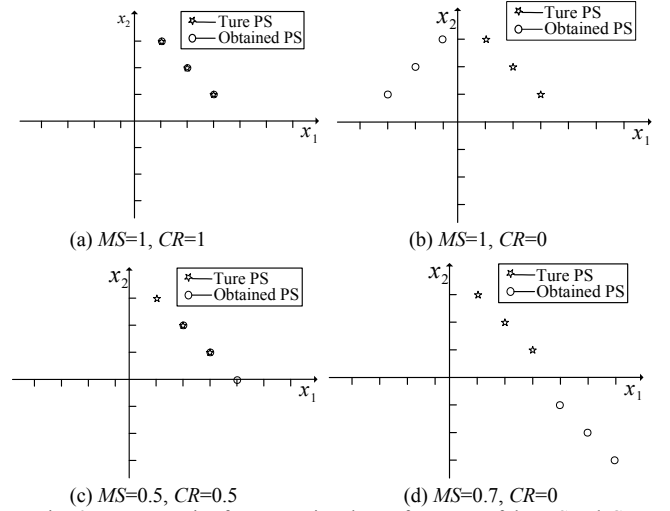 x2
Ture PS
Obtained PS
x1
(a) MS=1, CR=1
x2
Ture PS
Obtained PS
x1
(b) MS=1, CR=0
x2
Ture PS
Obtained PS
x1
(c) MS=0.5, CR=0.5
x2
Ture PS
Obtained PS
x1
(d) MS=0.7, CR=0